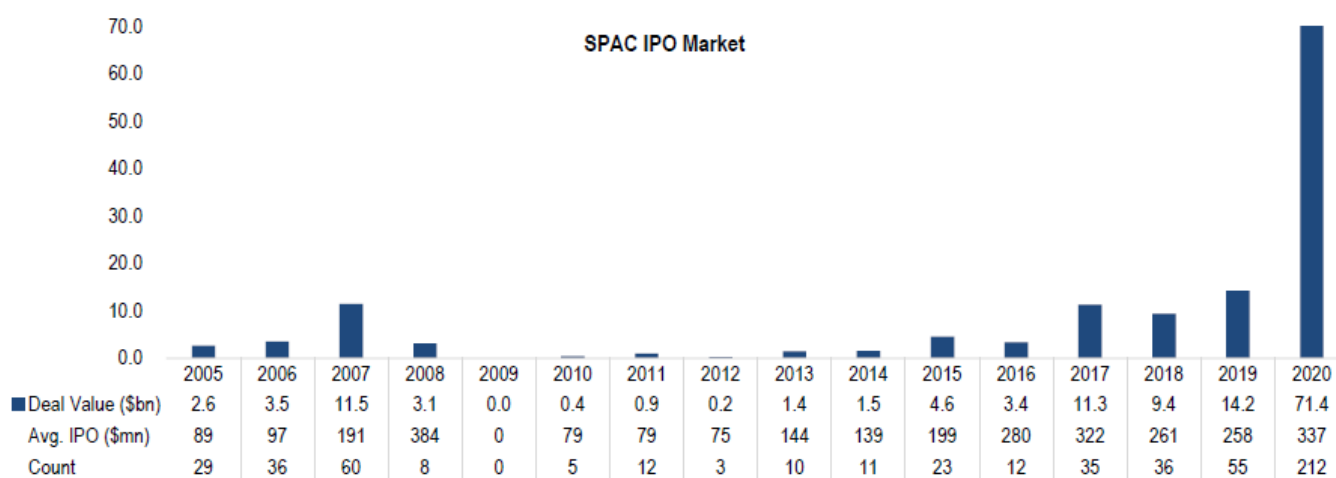 SPAC IPO Market
70.0
60.0
50.0
40.0
30.0
20.0
10.0
0.0
2005 2006 2007 2008 2009 2010 2011 2012 2013 2014 2015 2016 2017 2018 2019 2020
Deal Value ($bn) 2.6 3.5 11.5 3.1 0.0 0.4 0.9 0.2 1.4 1.5 4.6 3.4 11.3 9.4 14.2 71.4
Avg. IPO ($mn) 89 97 191 384 0 79 79 75 144 139 199 280 322 261 258 337
Count 29 36 60 8 0 5 12 3 10 11 23 12 35 36 55 212